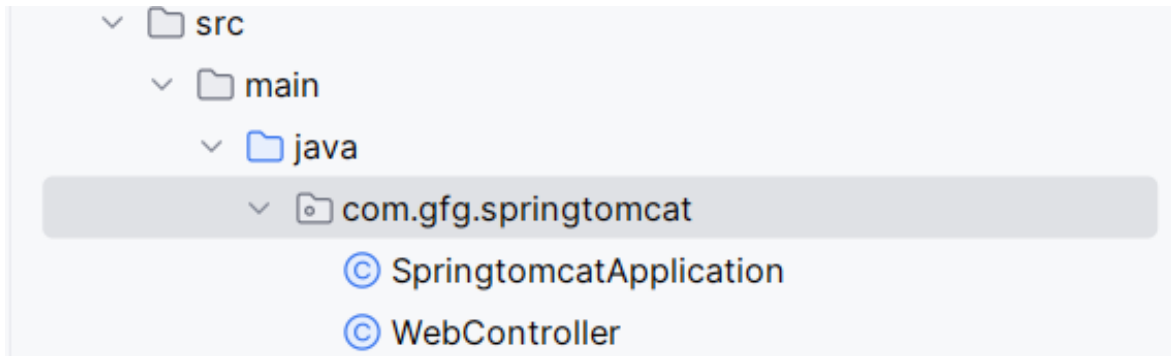 src
main
java
com.gfg.springtomcat
SpringtomcatApplication
WebController